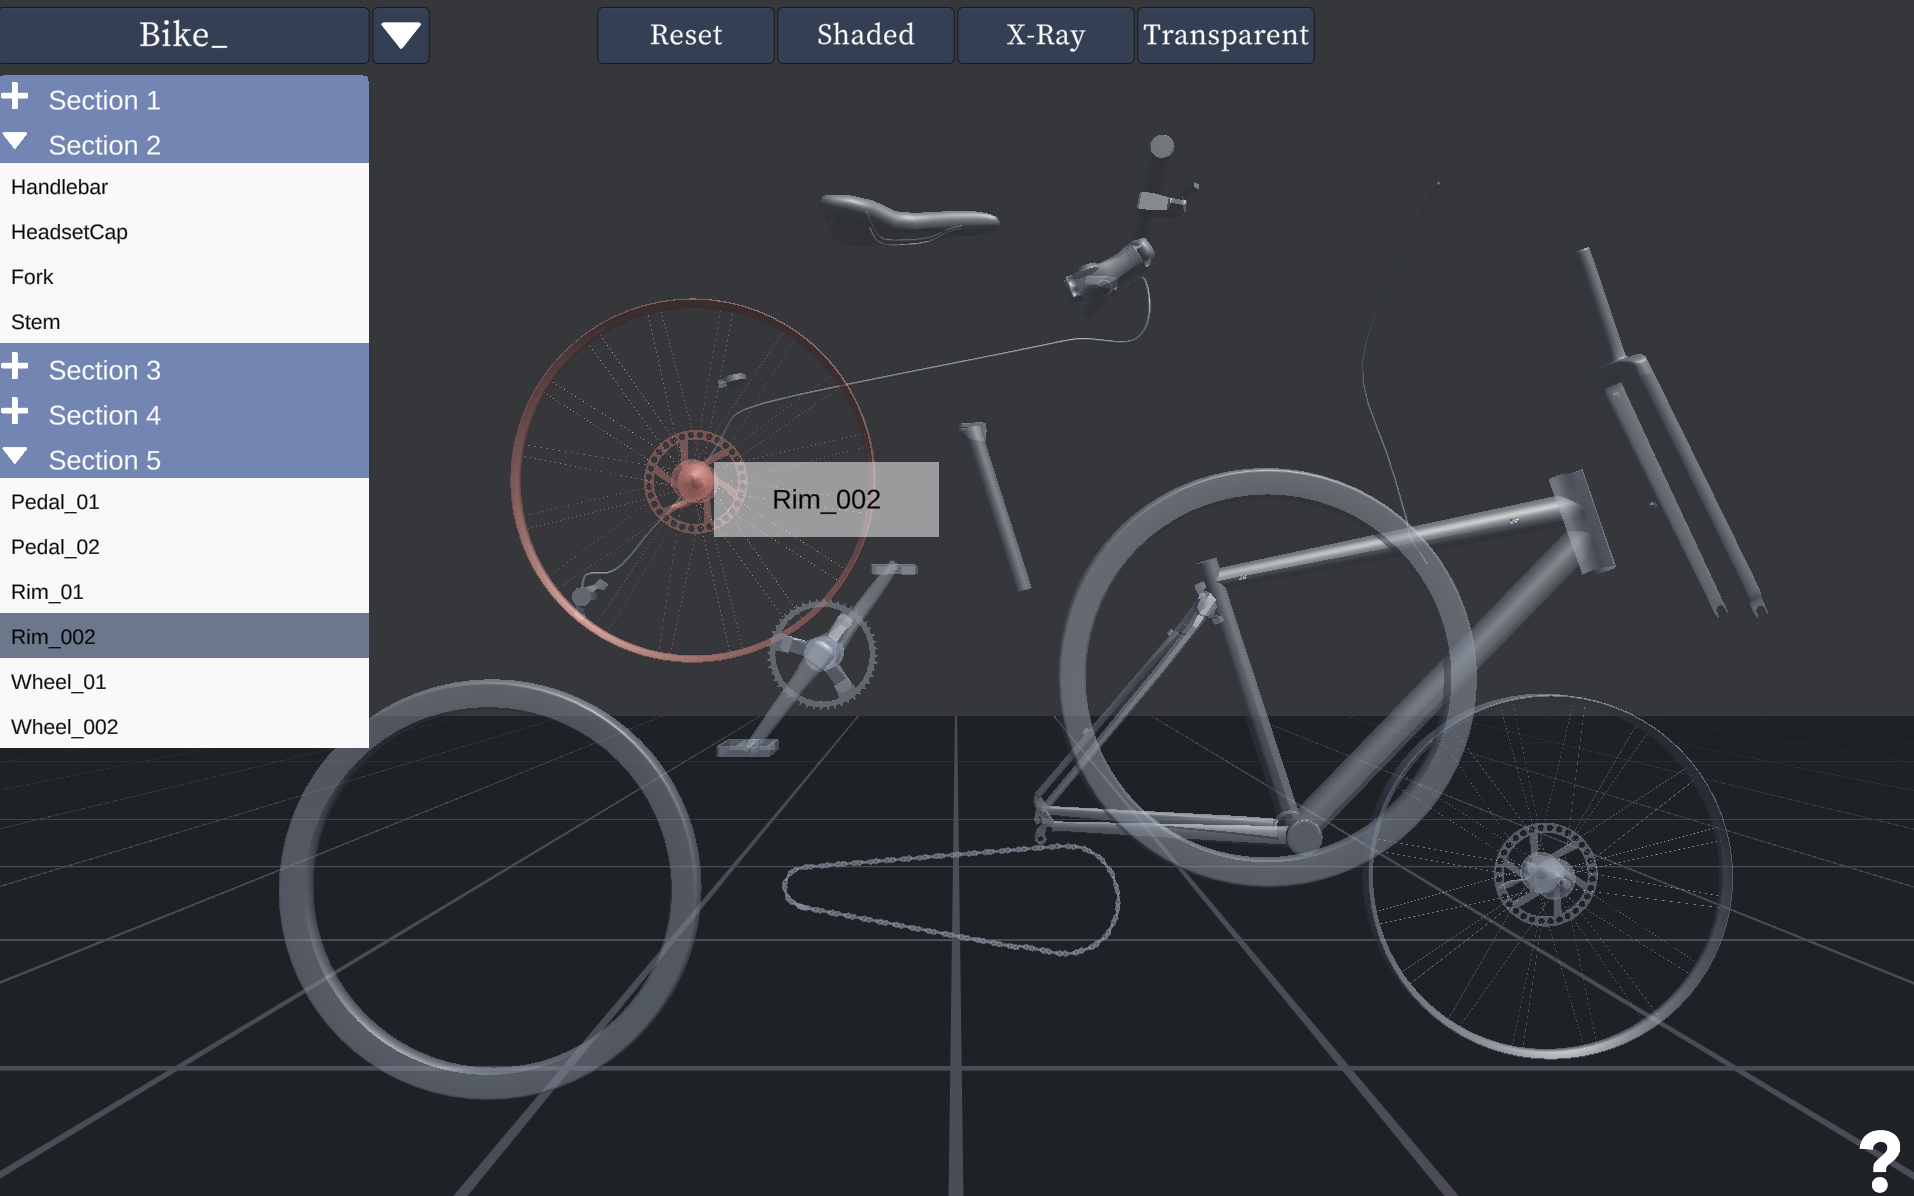 Bike_
Reset
Shaded
X-Ray
Transparent
Section 1
Section 2
Handlebar
HeadsetCap
Fork
Stem
Section 3
Section 4
Section 5
Pedal_01
Pedal_02
Rim_01
Rim_002
Wheel_01
Wheel_002
Rim_002
?